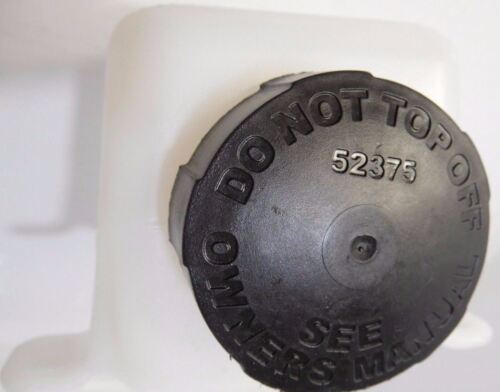 DO NOT TOP OFF
52375
SEE
OWNERS MANUAL